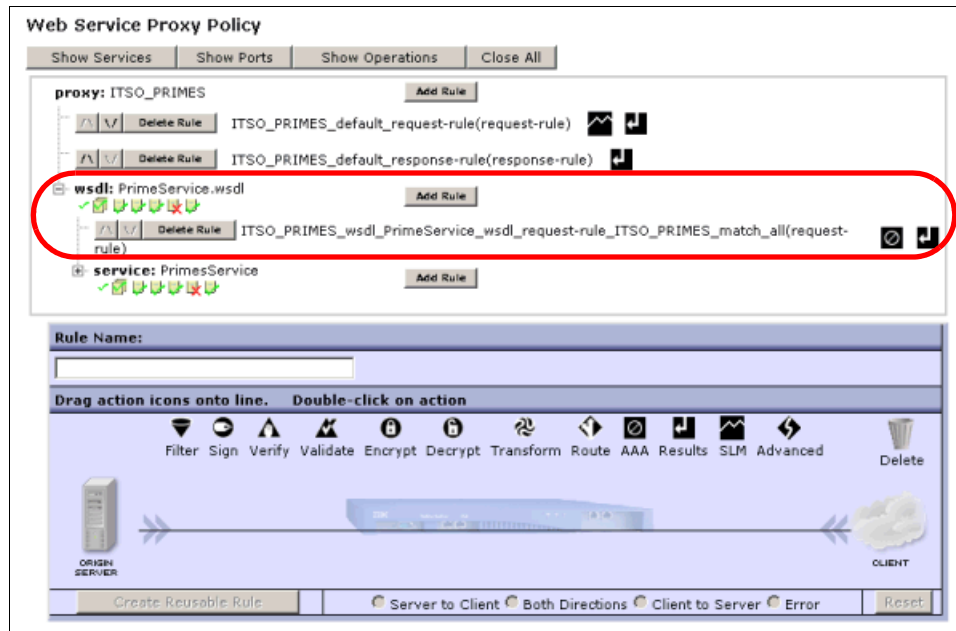 Web Service Proxy Policy
Show Services Show Ports Show Operations Close All
proxy: ITSO_PRIMES Add Rule
/\ \/ Delete Rule ITSO_PRIMES_default_request-rule(request-rule)
/\ \/ Delete Rule ITSO_PRIMES_default_response-rule(response-rule)
wsdl: PrimeService.wsdl Add Rule
/\ \/ Delete Rule ITSO_PRIMES_wsdl_PrimeService_wsdl_request-rule_ITSO_PRIMES_match_all(request-
rule)
service: PrimesService Add Rule
Rule Name:
Drag action icons onto line. Double-click on action
Filter Sign Verify Validate Encrypt Decrypt Transform Route AAA Results SLM Advanced
Delete
ORIGIN
SERVER
CLIENT
Create Reusable Rule Server to Client Both Directions Client to Server Error Reset